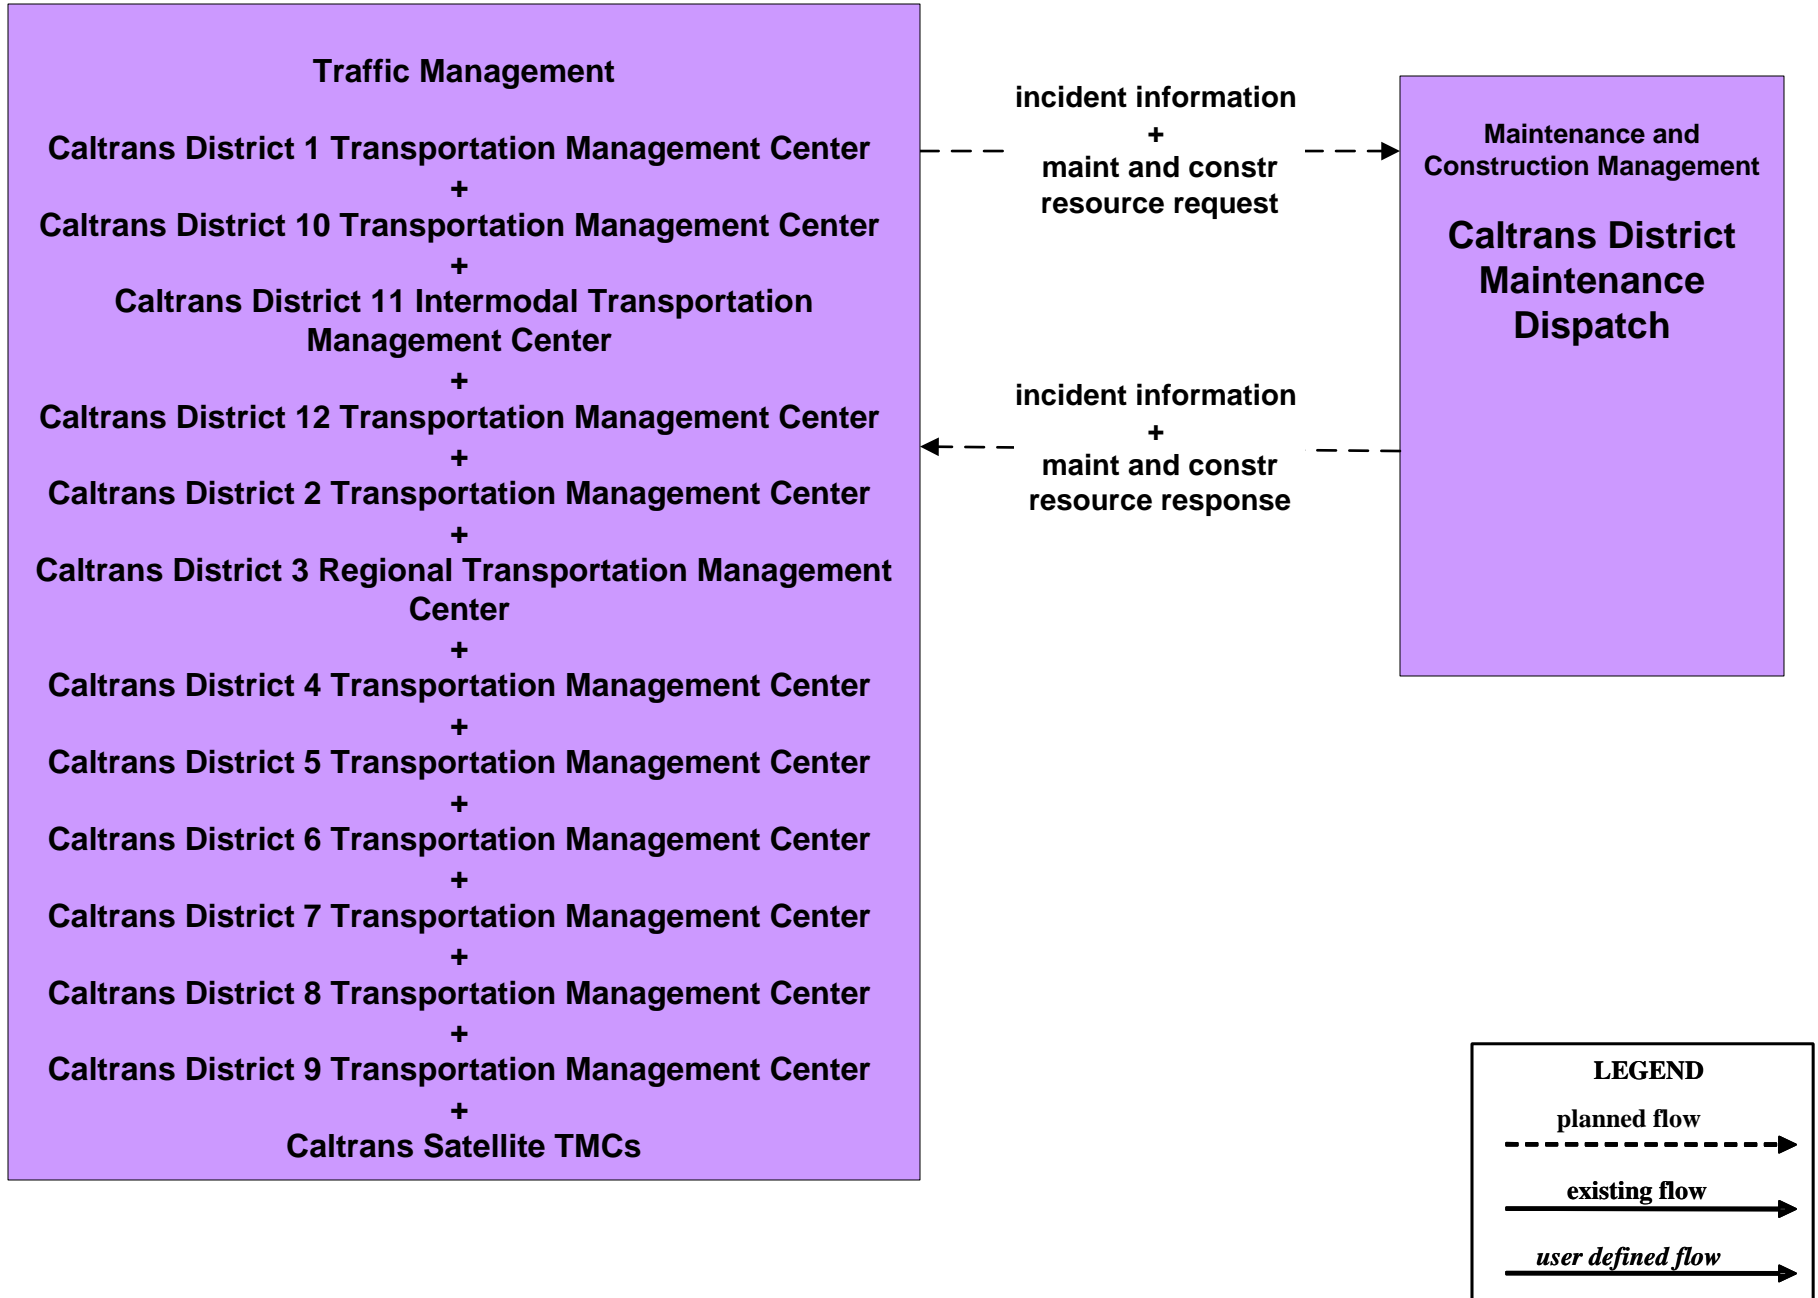 Traffic Management
Caltrans District 1 Transportation Management Center
+
Caltrans District 10 Transportation Management Center
+
Caltrans District 11 Intermodal Transportation
Management Center
+
Caltrans District 12 Transportation Management Center
+
Caltrans District 2 Transportation Management Center
+
Caltrans District 3 Regional Transportation Management
Center
+
Caltrans District 4 Transportation Management Center
+
Caltrans District 5 Transportation Management Center
+
Caltrans District 6 Transportation Management Center
+
Caltrans District 7 Transportation Management Center
+
Caltrans District 8 Transportation Management Center
+
Caltrans District 9 Transportation Management Center
+
Caltrans Satellite TMCs
incident information
+
maint and constr
resource request
incident information
+
maint and constr
resource response
Maintenance and
Construction Management
Caltrans District
Maintenance
Dispatch
LEGEND
planned flow
existing flow
user defined flow